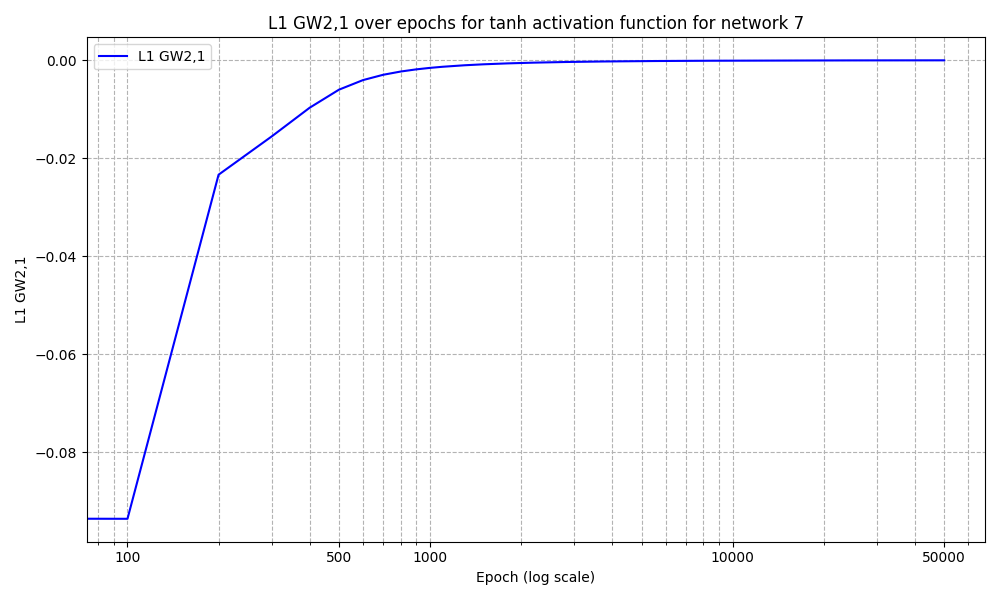 L1 GW2,1 over epochs for tanh activation function for network 7
L1 GW2,1
0.00
−0.02
−0.04
−0.06
−0.08
L1 GW2,1
100
500
1000
10000
50000
Epoch (log scale)